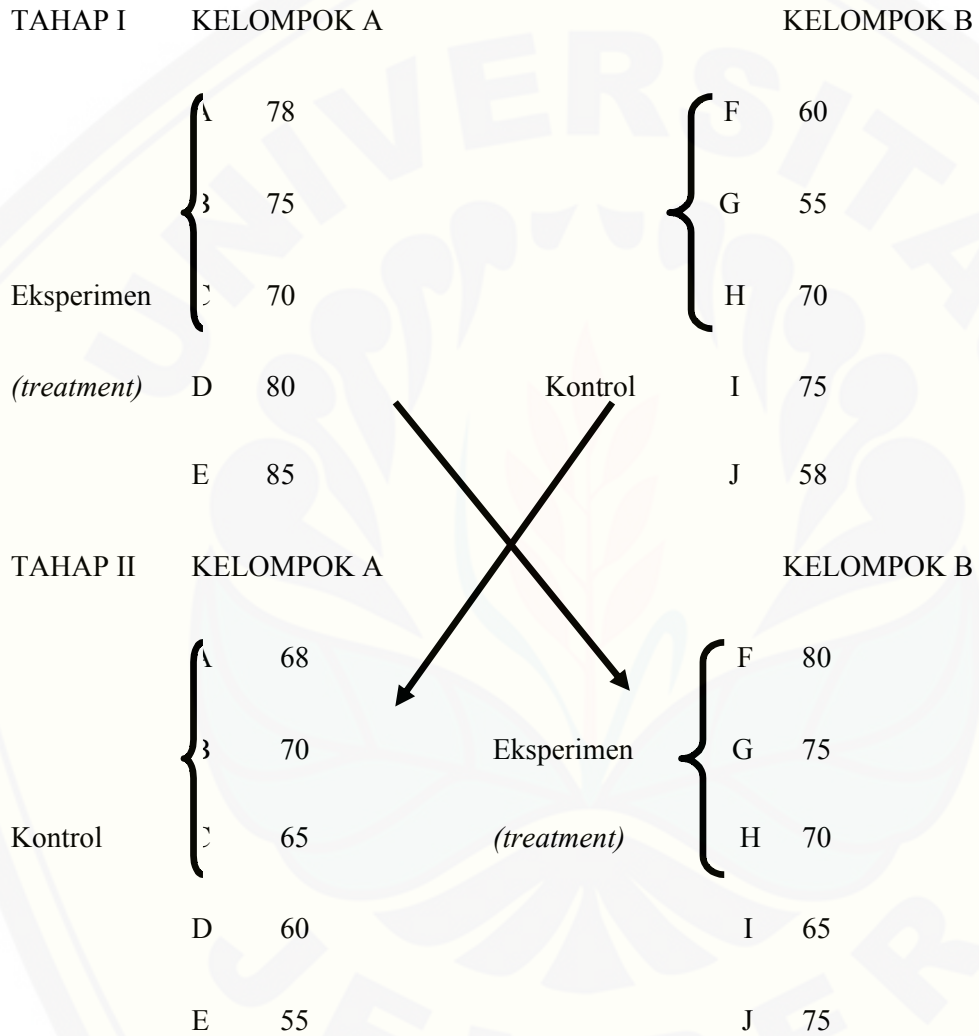 TAHAP I KELOMPOK A KELOMPOK B
A 78 F 60
B 75 G 55
Eksperimen C 70 H 70
(treatment) D 80 Kontrol I 75
E 85 J 58
TAHAP II KELOMPOK A KELOMPOK B
A 68 F 80
B 70 Eksperimen G 75
Kontrol C 65 (treatment) H 70
D 60 I 65
E 55 J 75